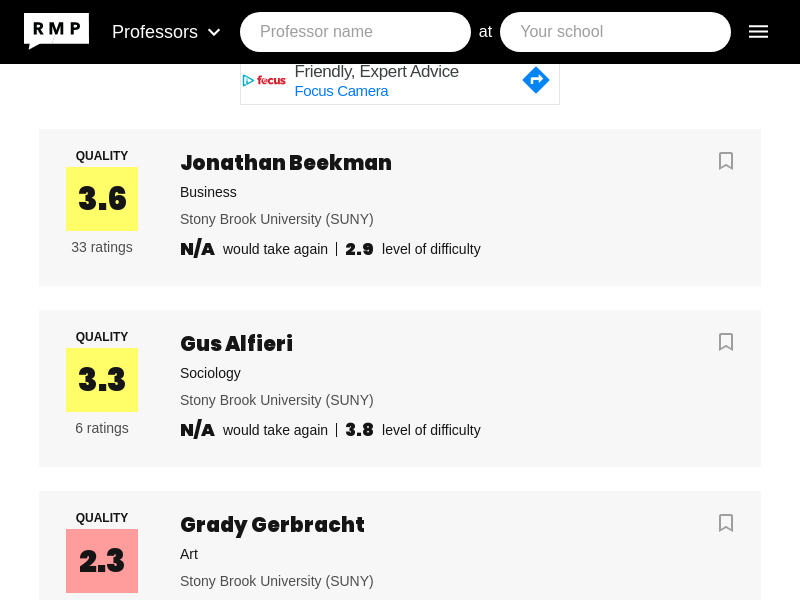 RMP
Professors
Professor name
at
Your school
focus
Friendly, Expert Advice
Focus Camera
QUALITY
3.6
33 ratings
Jonathan Beekman
Business
Stony Brook University (SUNY)
N/A would take again | 2.9 level of difficulty
QUALITY
3.3
6 ratings
Gus Alfieri
Sociology
Stony Brook University (SUNY)
N/A would take again | 3.8 level of difficulty
QUALITY
2.3
Grady Gerbracht
Art
Stony Brook University (SUNY)